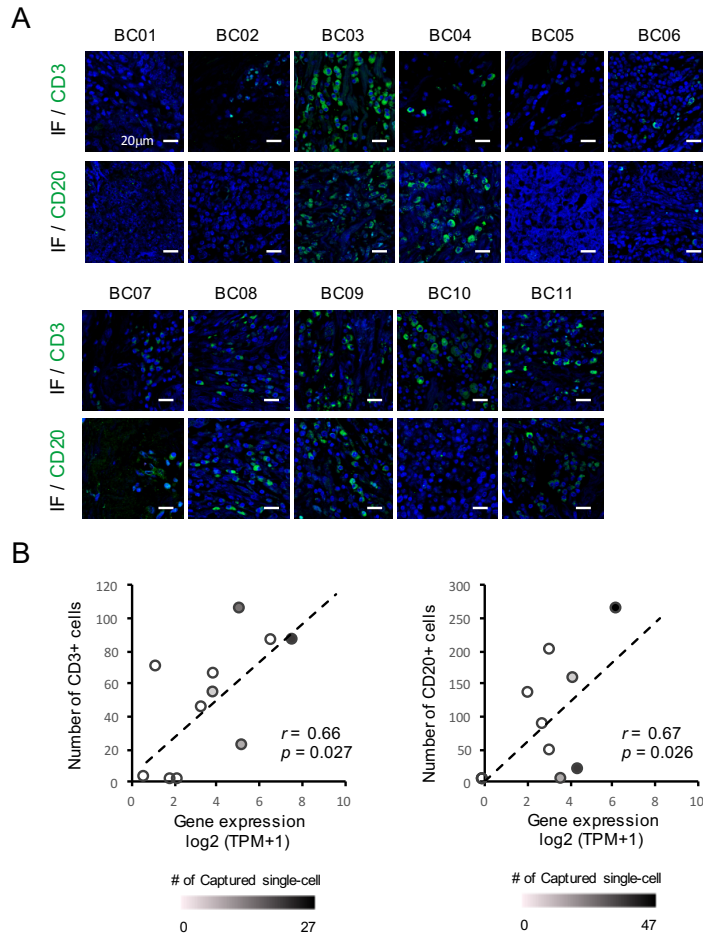 A
BC01 BC02 BC03 BC04 BC05 BC06
IF / CD3
20μm
IF / CD20
BC07 BC08 BC09 BC10 BC11
IF / CD3
IF / CD20
B
Number of CD3+ cells
120
100
80
60
40
20
0
r = 0.66
p = 0.027
0 2 4 6 8 10
Gene expression
log2 (TPM+1)
# of Captured single-cell
0 27
Number of CD20+ cells
300
250
200
150
100
50
0
r = 0.67
p = 0.026
0 2 4 6 8 10
Gene expression
log2 (TPM+1)
# of Captured single-cell
0 47